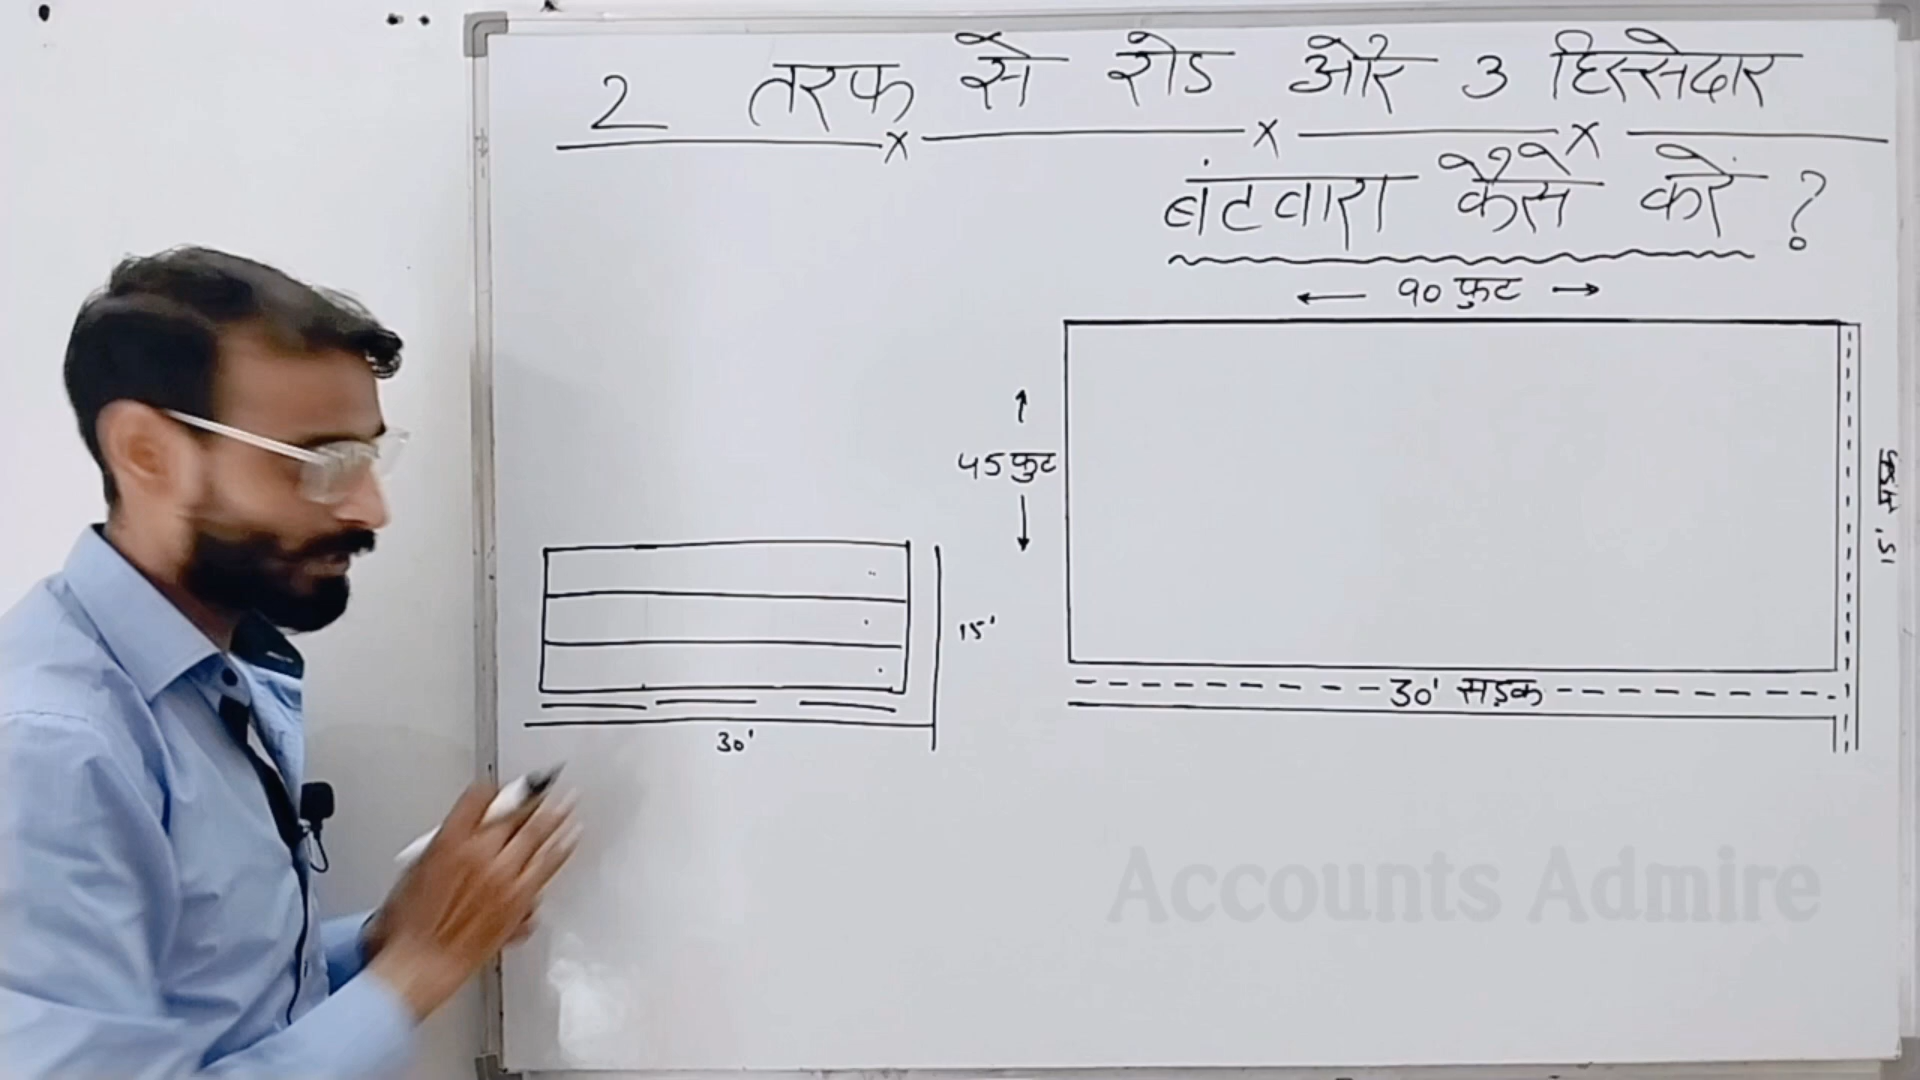 2 तरफ से रोड और 3 हिस्सेदार
बंटवारा कैसे करें ?
← 90 फुट →
45 फुट
15' सड़क
30' सड़क
15'
30'
Accounts Admire